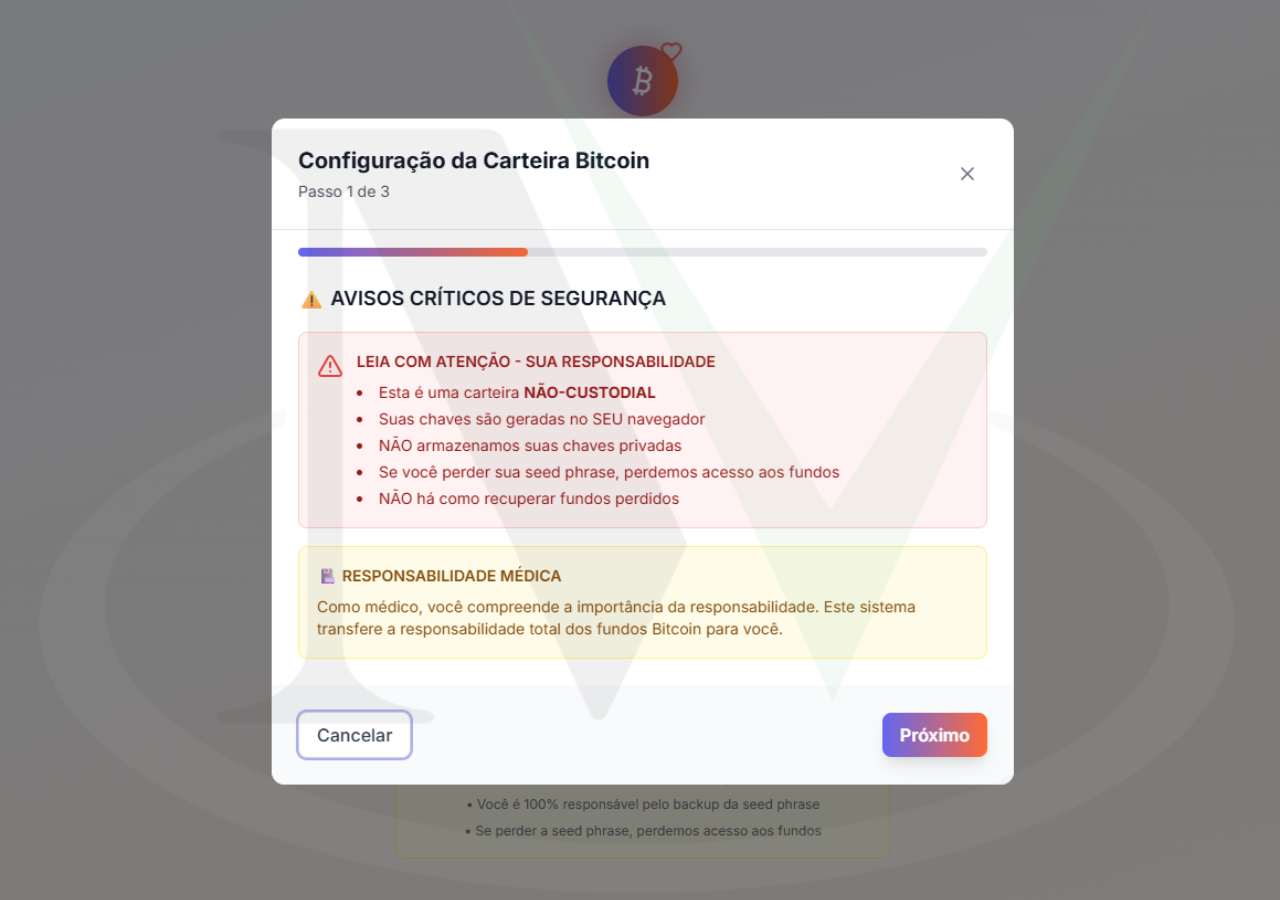 ₿
Configuração da Carteira Bitcoin
Passo 1 de 3
AVISOS CRÍTICOS DE SEGURANÇA
LEIA COM ATENÇÃO - SUA RESPONSABILIDADE
• Esta é uma carteira NÃO-CUSTODIAL
• Suas chaves são geradas no SEU navegador
• NÃO armazenamos suas chaves privadas
• Se você perder sua seed phrase, perdemos acesso aos fundos
• NÃO há como recuperar fundos perdidos
RESPONSABILIDADE MÉDICA
Como médico, você compreende a importância da responsabilidade. Este sistema
transfere a responsabilidade total dos fundos Bitcoin para você.
Cancelar
Próximo
• Você é 100% responsável pelo backup da seed phrase
• Se perder a seed phrase, perdemos acesso aos fundos